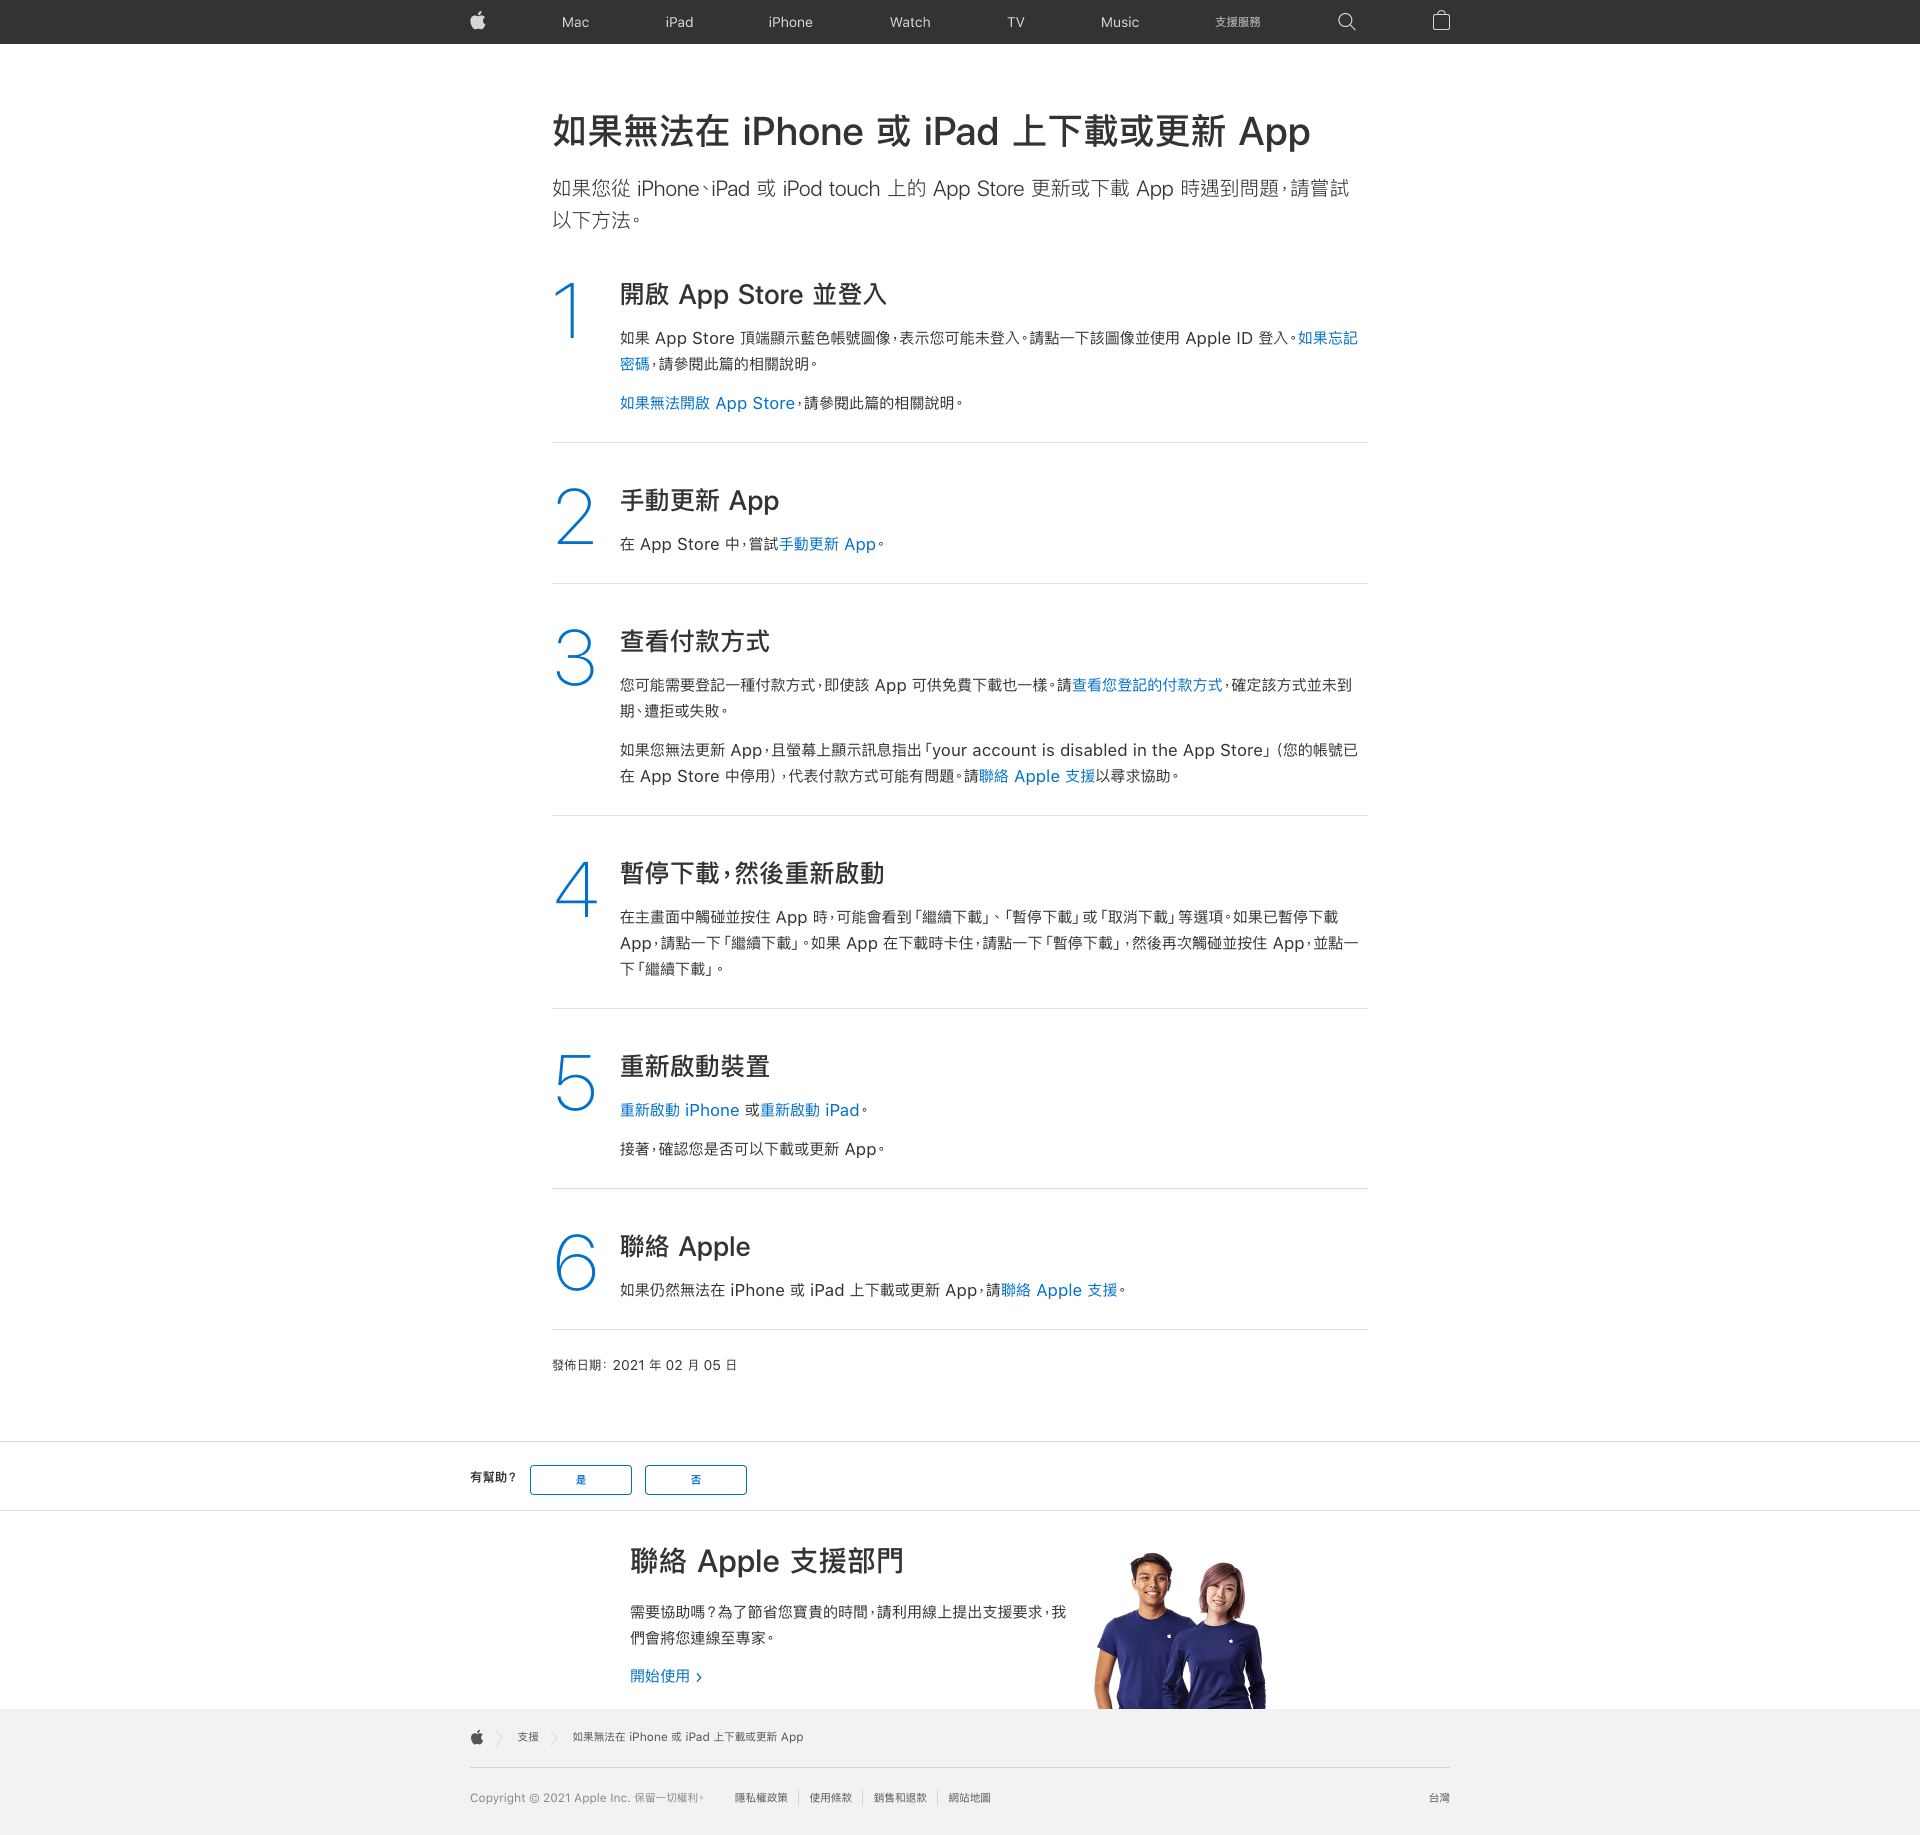 Mac iPad iPhone Watch TV Music 支援服務
如果無法在 iPhone 或 iPad 上下載或更新 App
如果您從 iPhone、iPad 或 iPod touch 上的 App Store 更新或下載 App 時遇到問題，請嘗試
以下方法。
1 開啟 App Store 並登入
如果 App Store 頂端顯示藍色帳號圖像，表示您可能未登入。請點一下該圖像並使用 Apple ID 登入。如果忘記
密碼，請參閱此篇的相關說明。
如果無法開啟 App Store，請參閱此篇的相關說明。
2 手動更新 App
在 App Store 中，嘗試手動更新 App。
3 查看付款方式
您可能需要登記一種付款方式，即使該 App 可供免費下載也一樣。請查看您登記的付款方式，確定該方式並未到
期、遭拒或失敗。
如果您無法更新 App，且螢幕上顯示訊息指出「your account is disabled in the App Store」（您的帳號已
在 App Store 中停用），代表付款方式可能有問題。請聯絡 Apple 支援以尋求協助。
4 暫停下載，然後重新啟動
在主畫面中觸碰並按住 App 時，可能會看到「繼續下載」、「暫停下載」或「取消下載」等選項。如果已暫停下載
App，請點一下「繼續下載」。如果 App 在下載時卡住，請點一下「暫停下載」，然後再次觸碰並按住 App，並點一
下「繼續下載」。
5 重新啟動裝置
重新啟動 iPhone 或重新啟動 iPad。
接著，確認您是否可以下載或更新 App。
6 聯絡 Apple
如果仍然無法在 iPhone 或 iPad 上下載或更新 App，請聯絡 Apple 支援。
發佈日期： 2021 年 02 月 05 日
有幫助？ 是 否
聯絡 Apple 支援部門
需要協助嗎？為了節省您寶貴的時間，請利用線上提出支援要求，我
們會將您連線至專家。
開始使用
支援 如果無法在 iPhone 或 iPad 上下載或更新 App
Copyright © 2021 Apple Inc. 保留一切權利。 隱私權政策 使用條款 銷售和退款 網站地圖 台灣